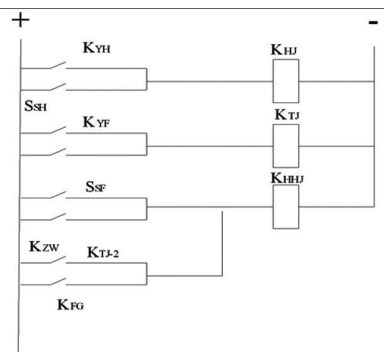 + -
KYH KHJ
SSH
KYF KTJ
SSF KHHJ
KZW KTJ-2
KFG